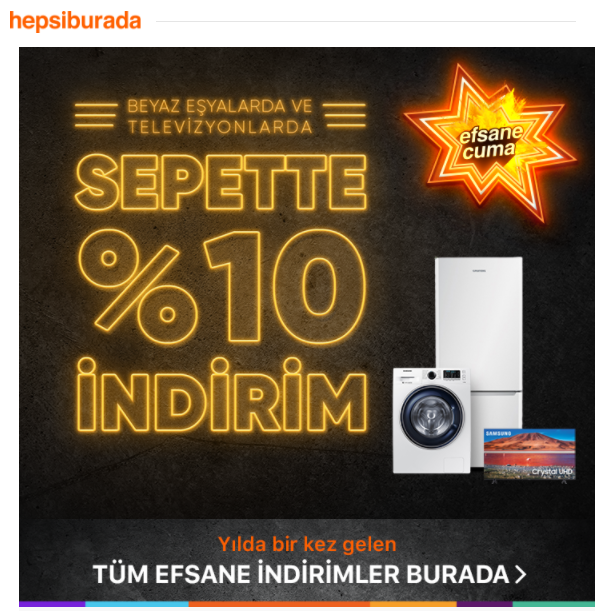 hepsiburada
BEYAZ EŞYALARDA VE
TELEVİZYONLARDA
SEPETTE
%10
İNDİRİM
efsane
cuma
SAMSUNG
Crystal UHD
Yılda bir kez gelen
TÜM EFSANE İNDİRİMLER BURADA